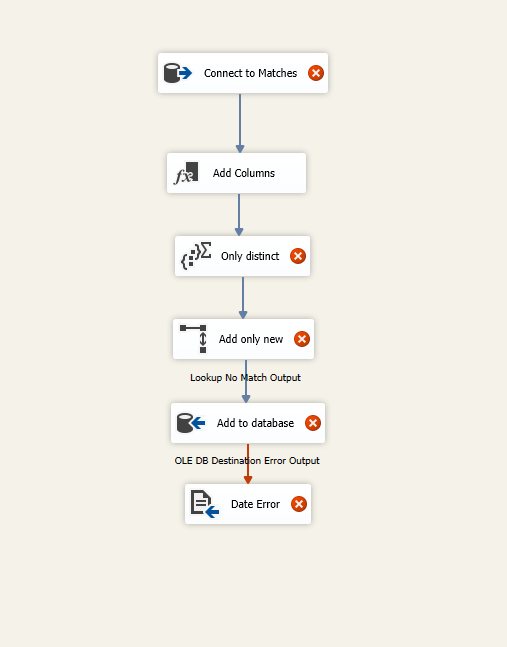 Connect to Matches
Add Columns
Only distinct
Add only new
Lookup No Match Output
Add to database
OLE DB Destination Error Output
Date Error